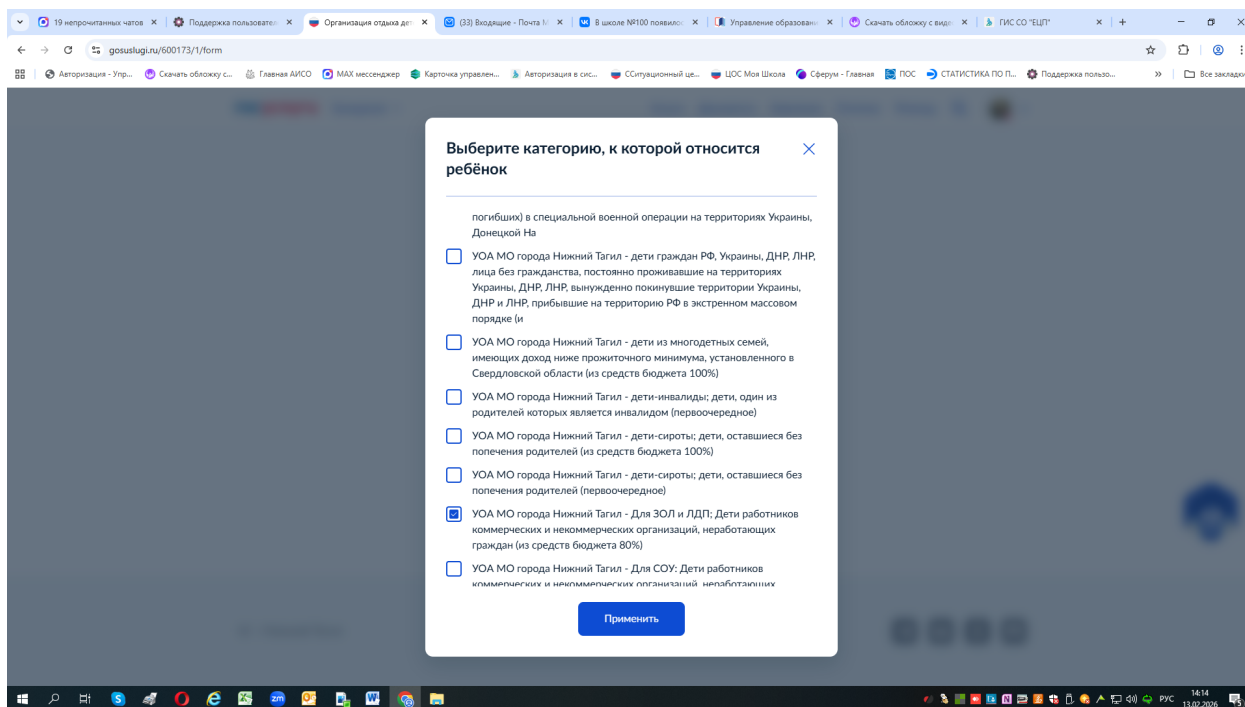 19 непрочитанных чатов
Поддержка пользовател
Организация отдыха дет
(33) Входящие - Почта M
В школе №100 появилос
Управление образовани
Скачать обложку с виде
ГИС СО "ЕЦП"
gosuslugi.ru/600173/1/form
Авторизация - Упр...
Скачать обложку с...
Главная АИСО
MAX мессенджер
Карточка управлен...
Авторизация в сис...
ССитуационный це...
ЦОС Моя Школа
Сферум - Главная
ПОС
СТАТИСТИКА ПО П...
Поддержка пользо...
»
Все закладки
Выберите категорию, к которой относится
ребёнок
погибших) в специальной военной операции на территориях Украины,
Донецкой На
УОА МО города Нижний Тагил - дети граждан РФ, Украины, ДНР, ЛНР,
лица без гражданства, постоянно проживавшие на территориях
Украины, ДНР, ЛНР, вынужденно покинувшие территории Украины,
ДНР и ЛНР, прибывшие на территорию РФ в экстренном массовом
порядке (и
УОА МО города Нижний Тагил - дети из многодетных семей,
имеющих доход ниже прожиточного минимума, установленного в
Свердловской области (из средств бюджета 100%)
УОА МО города Нижний Тагил - дети-инвалиды; дети, один из
родителей которых является инвалидом (первоочередное)
УОА МО города Нижний Тагил - дети-сироты; дети, оставшиеся без
попечения родителей (из средств бюджета 100%)
УОА МО города Нижний Тагил - дети-сироты; дети, оставшиеся без
попечения родителей (первоочередное)
УОА МО города Нижний Тагил - Для ЗОЛ и ЛДП; Дети работников
коммерческих и некоммерческих организаций, неработающих
граждан (из средств бюджета 80%)
УОА МО города Нижний Тагил - Для СОУ: Дети работников
коммерческих и некоммерческих организаций, неработающих
Применить
РУС
14:14
13.02.2026